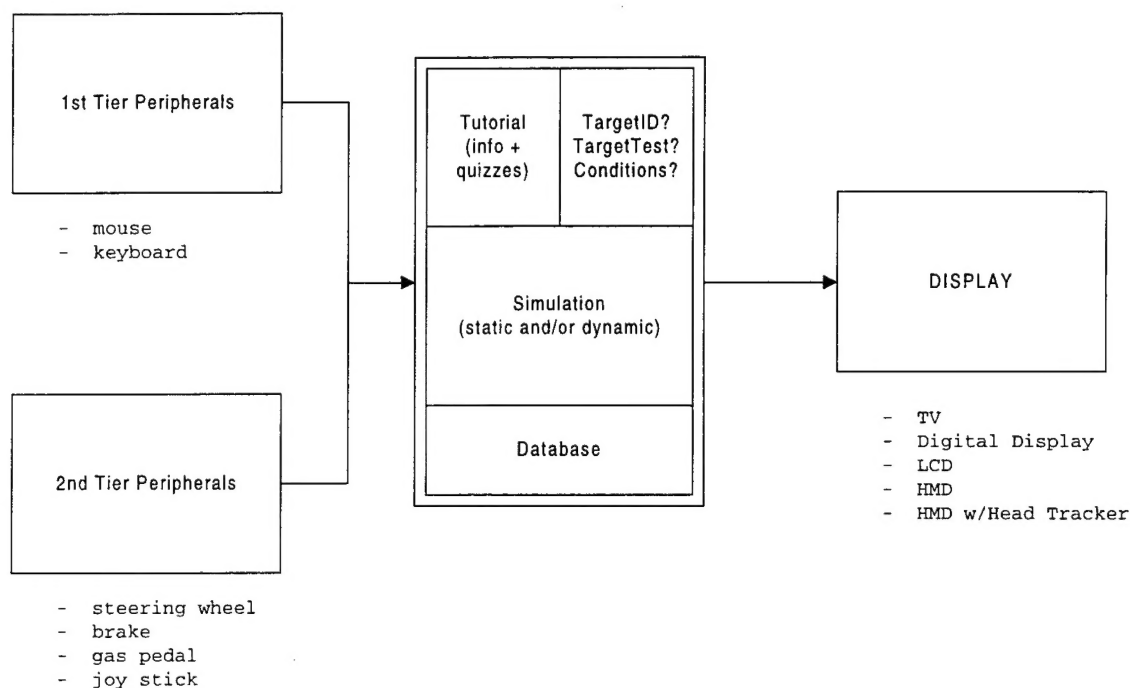 1st Tier Peripherals
- mouse
- keyboard
2nd Tier Peripherals
- steering wheel
- brake
- gas pedal
- joy stick
Tutorial
(info +
quizzes)
TargetID?
TargetTest?
Conditions?
Simulation
(static and/or dynamic)
Database
DISPLAY
- TV
- Digital Display
- LCD
- HMD
- HMD w/Head Tracker